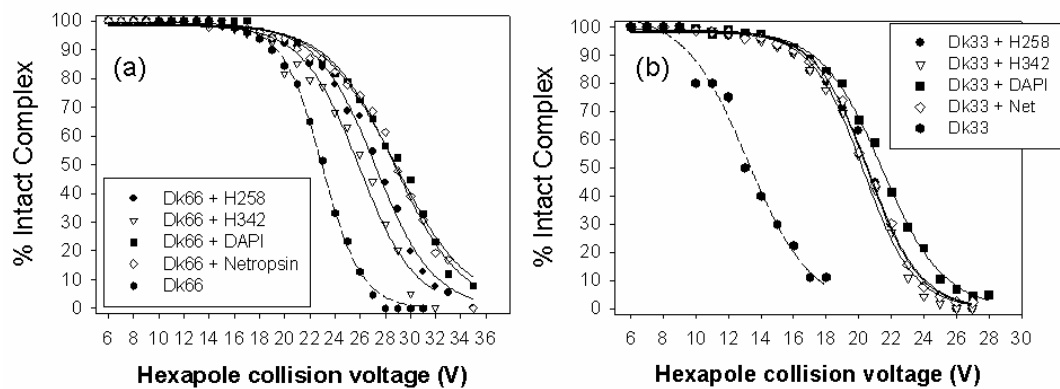 (a)
% Intact Complex
100
90
80
70
60
50
40
30
20
10
0
Dk66 + H258
Dk66 + H342
Dk66 + DAPI
Dk66 + Netropsin
Dk66
6 8 10 12 14 16 18 20 22 24 26 28 30 32 34 36
Hexapole collision voltage (V)
(b)
% Intact Complex
100
90
80
70
60
50
40
30
20
10
0
Dk33 + H258
Dk33 + H342
Dk33 + DAPI
Dk33 + Net
Dk33
6 8 10 12 14 16 18 20 22 24 26 28 30
Hexapole collision voltage (V)